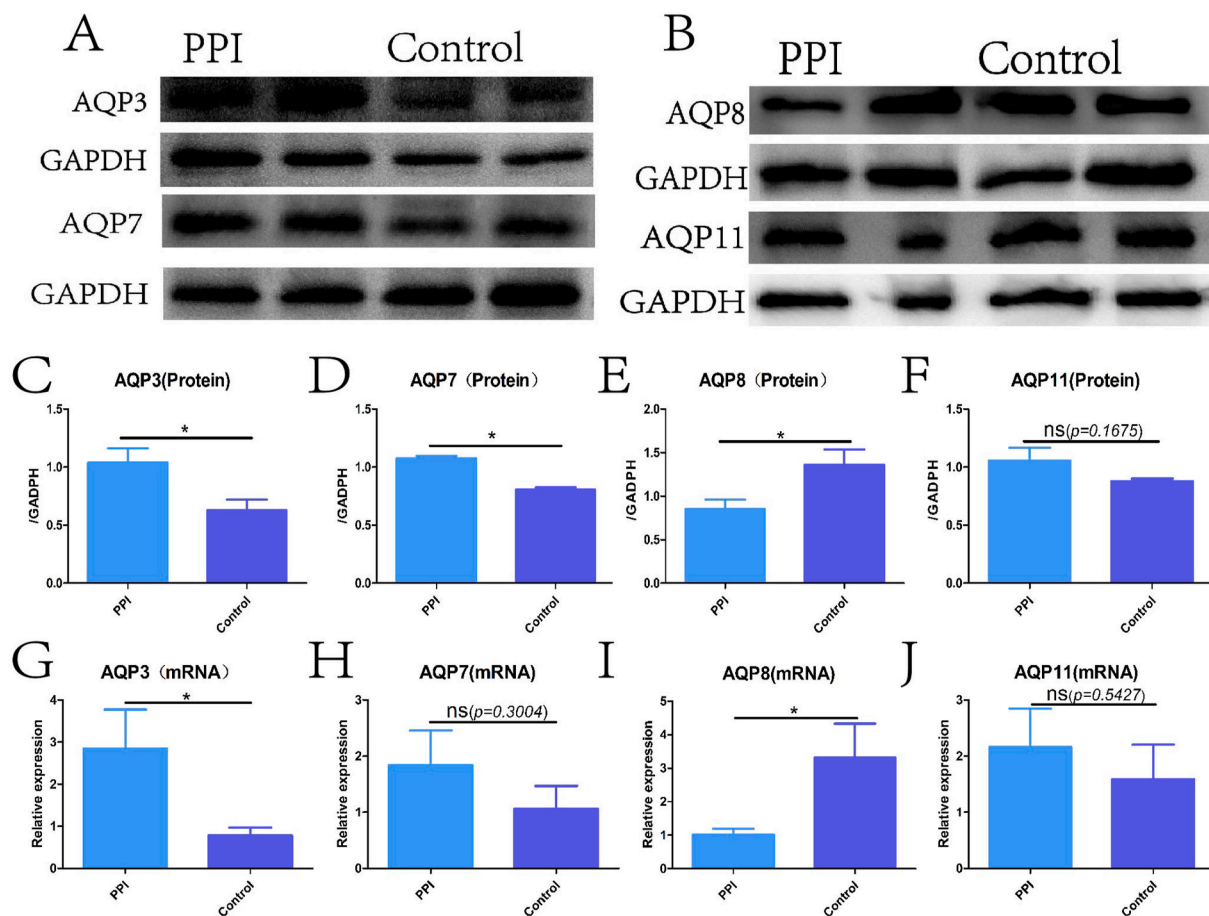 A
PPI Control
AQP3
GAPDH
AQP7
GAPDH
B
PPI Control
AQP8
GAPDH
AQP11
GAPDH
C
AQP3(Protein)
/GADPH
1.5
1.0
0.5
0.0
*
PPI
Control
D
AQP7（Protein）
/GADPH
1.5
1.0
0.5
0.0
*
PPI
Control
E
AQP8（Protein）
/GADPH
2.0
1.5
1.0
0.5
0.0
*
PPI
Control
F
AQP11(Protein)
/GADPH
1.5
1.0
0.5
0.0
ns(p=0.1675)
PPI
Control
G
AQP3（mRNA）
Relative expression
4
3
2
1
0
*
PPI
Control
H
AQP7(mRNA)
Relative expression
3
2
1
0
ns(p=0.3004)
PPI
Control
I
AQP8(mRNA)
Relative expression
6
4
2
0
*
PPI
Control
J
AQP11(mRNA)
Relative expression
3
2
1
0
ns(p=0.5427)
PPI
Control